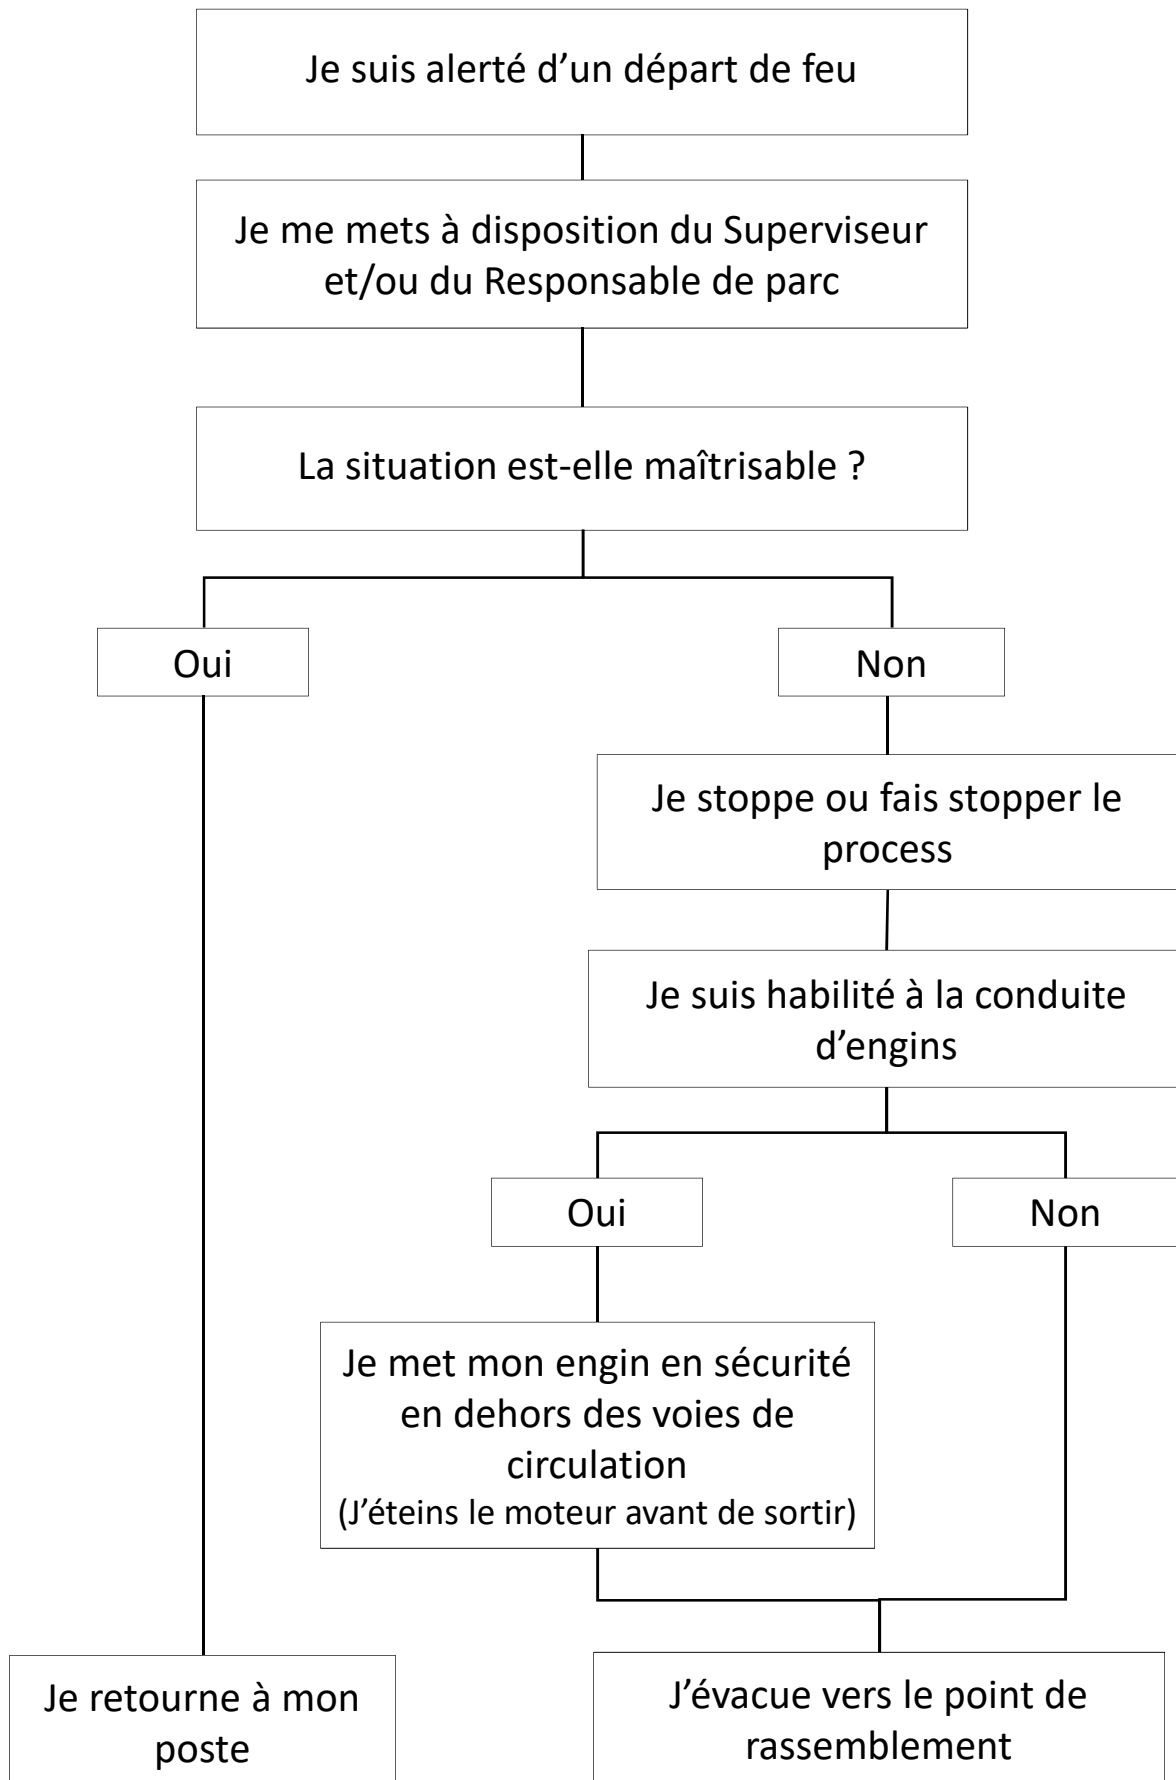 Je suis alerté d’un départ de feu
Je me mets à disposition du Superviseur
et/ou du Responsable de parc
La situation est-elle maîtrisable ?
Oui
Non
Je stoppe ou fais stopper le
process
Je suis habilité à la conduite
d’engins
Oui
Non
Je met mon engin en sécurité
en dehors des voies de
circulation
(J’éteins le moteur avant de sortir)
Je retourne à mon
poste
J’évacue vers le point de
rassemblement